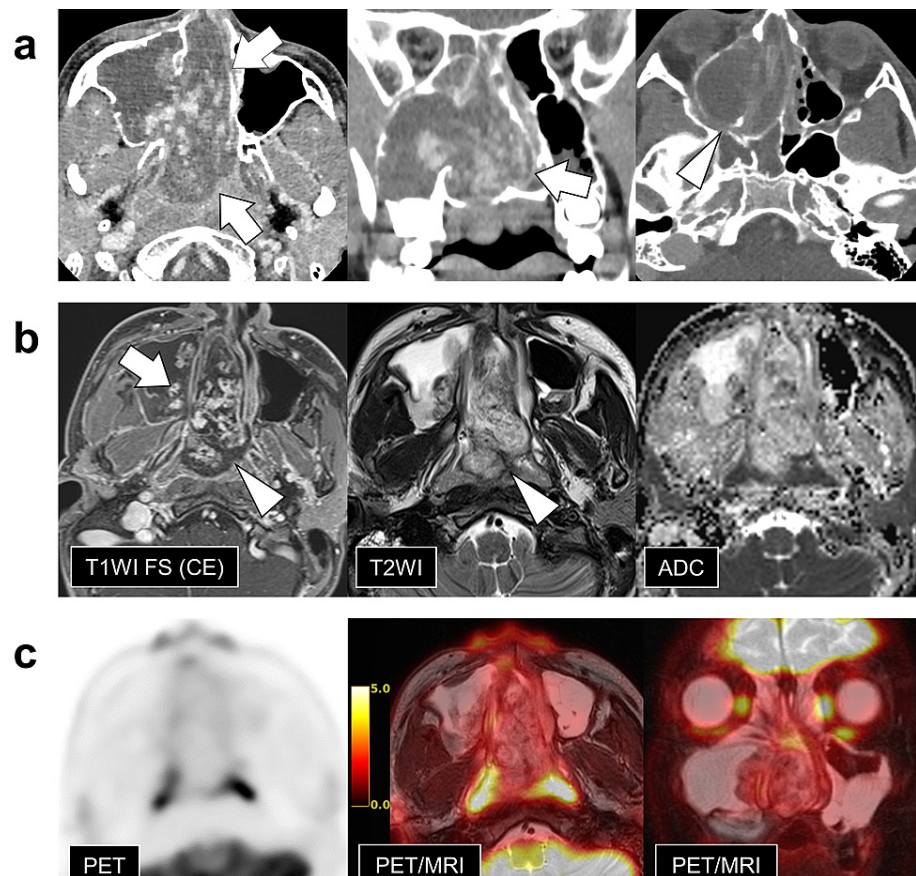 a
b
T1WI FS (CE)
T2WI
ADC
c
5.0
0.0
PET
PET/MRI
PET/MRI